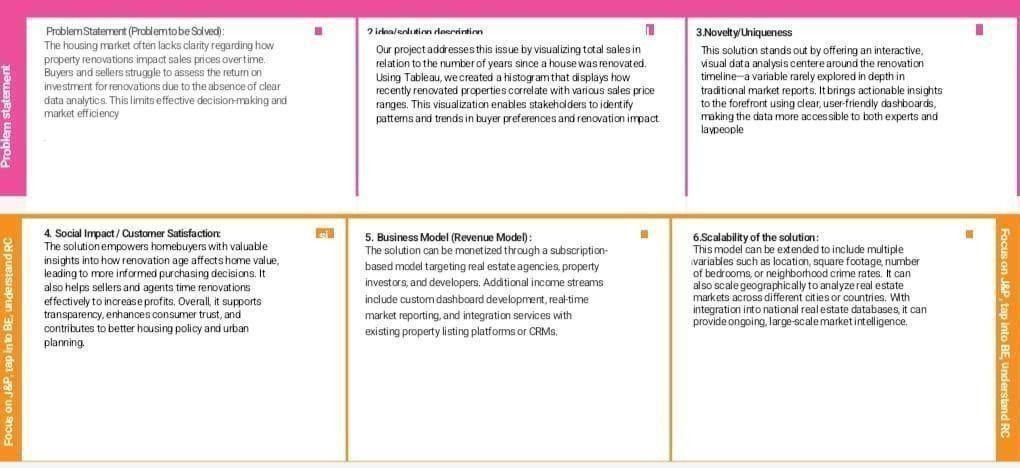 Problem statement
Problem Statement (Problem to be Solved):
The housing market often lacks clarity regarding how
property renovations impact sales prices over time.
Buyers and sellers struggle to assess the return on
investment for renovations due to the absence of clear
data analytics. This limits effective decision-making and
market efficiency
2.idea/solution description
Our project addresses this issue by visualizing total sales in
relation to the number of years since a house was renovated.
Using Tableau, we created a histogram that displays how
recently renovated properties correlate with various sales price
ranges. This visualization enables stakeholders to identify
patterns and trends in buyer preferences and renovation impact.
3.Novelty/Uniqueness
This solution stands out by offering an interactive,
visual data analysis centere around the renovation
timeline—a variable rarely explored in depth in
traditional market reports. It brings actionable insights
to the forefront using clear, user-friendly dashboards,
making the data more accessible to both experts and
laypeople
Focus on J&P, tap into BE, understand RC
4. Social Impact / Customer Satisfaction:
The solution empowers homebuyers with valuable
insights into how renovation age affects home value,
leading to more informed purchasing decisions. It
also helps sellers and agents time renovations
effectively to increase profits. Overall, it supports
transparency, enhances consumer trust, and
contributes to better housing policy and urban
planning.
5. Business Model (Revenue Model) :
The solution can be monetized through a subscription-
based model targeting real estate agencies, property
investors, and developers. Additional income streams
include custom dashboard development, real-time
market reporting, and integration services with
existing property listing platforms or CRMs.
6.Scalability of the solution:
This model can be extended to include multiple
variables such as location, square footage, number
of bedrooms, or neighborhood crime rates. It can
also scale geographically to analyze real estate
markets across different cities or countries. With
integration into national real estate databases, it can
provide ongoing, large-scale market intelligence.
Focus on J&P, tap into BE, understand RC